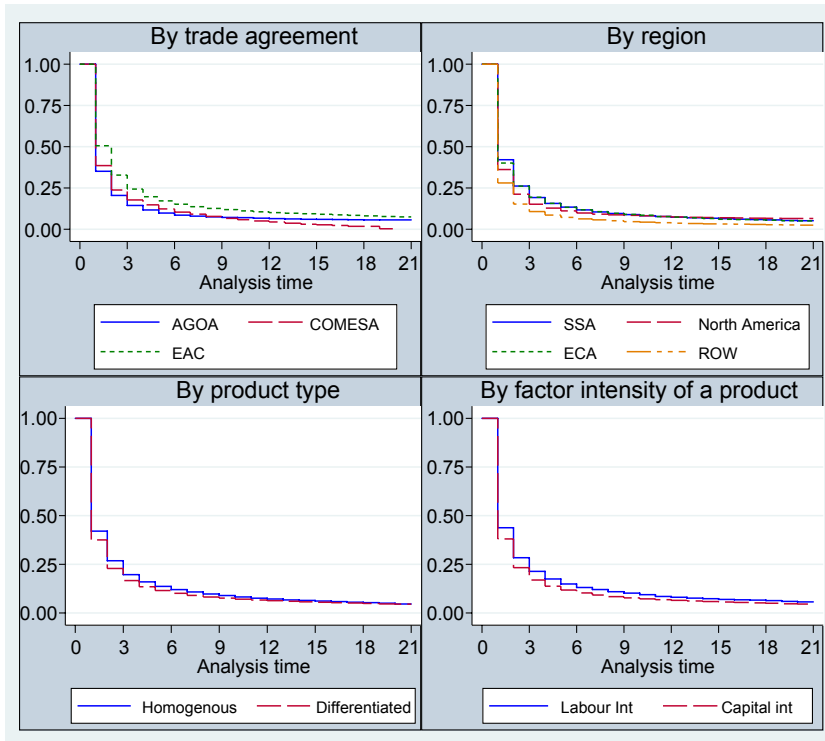 By trade agreement
1.00
0.75
0.50
0.25
0.00
0 3 6 9 12 15 18 21
Analysis time
AGOA COMESA
EAC
By region
1.00
0.75
0.50
0.25
0.00
0 3 6 9 12 15 18 21
Analysis time
SSA North America
ECA ROW
By product type
1.00
0.75
0.50
0.25
0.00
0 3 6 9 12 15 18 21
Analysis time
Homogenous Differentiated
By factor intensity of a product
1.00
0.75
0.50
0.25
0.00
0 3 6 9 12 15 18 21
Analysis time
Labour Int Capital int